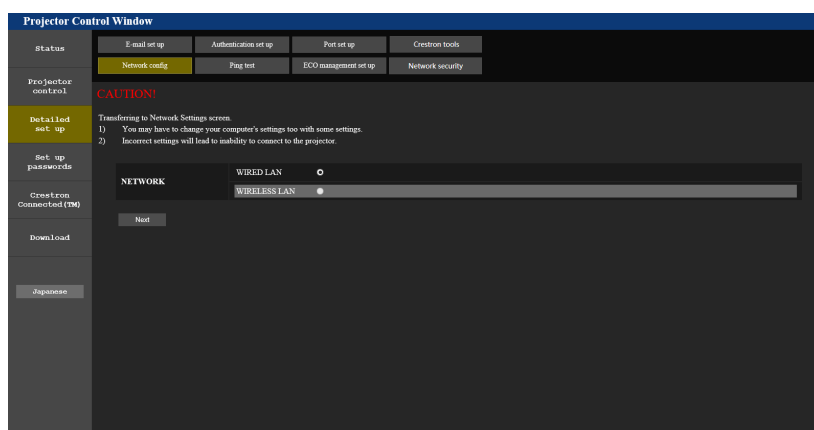 Projector Control Window
Status
Projector
control
Detailed
set up
Set up
passwords
Crestron
Connected(TM)
Download
Japanese
E-mail set up
Authentication set up
Port set up
Crestron tools
Network config
Ping test
ECO management set up
Network security
CAUTION!
Transferring to Network Settings screen.
1) You may have to change your computer's settings too with some settings.
2) Incorrect settings will lead to inability to connect to the projector.
NETWORK
WIRED LAN
WIRELESS LAN
Next